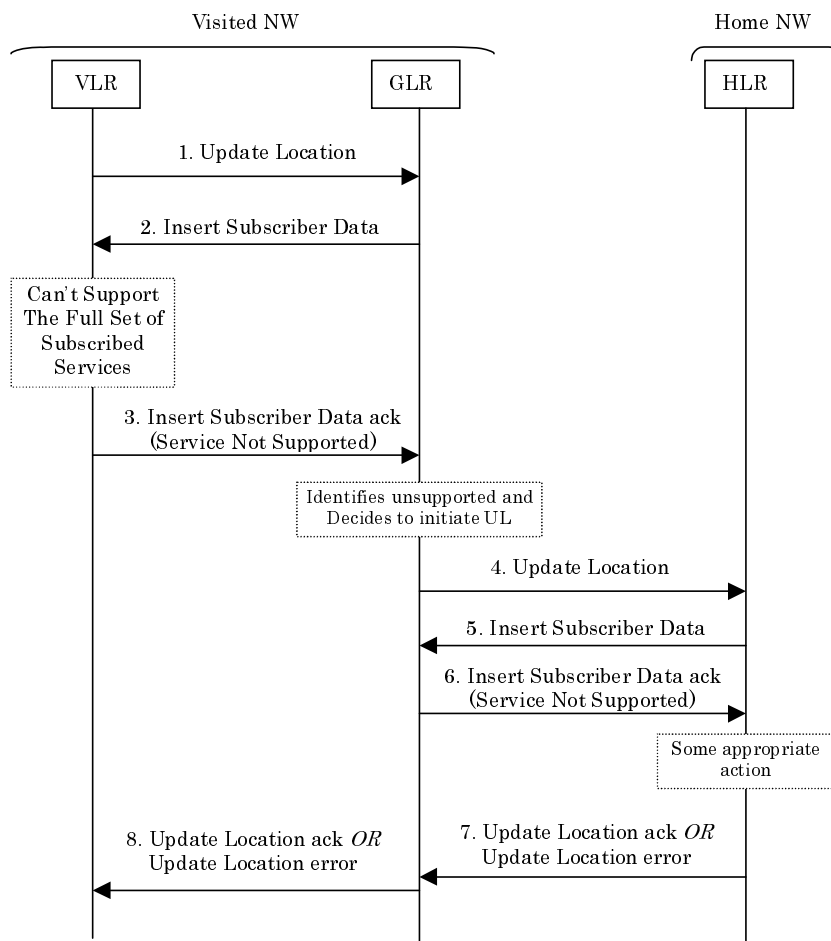 Visited NW
Home NW
VLR
GLR
HLR
1. Update Location
2. Insert Subscriber Data
Can't Support
The Full Set of
Subscribed
Services
3. Insert Subscriber Data ack
(Service Not Supported)
Identifies unsupported and
Decides to initiate UL
4. Update Location
5. Insert Subscriber Data
6. Insert Subscriber Data ack
(Service Not Supported)
Some appropriate
action
7. Update Location ack OR
Update Location error
8. Update Location ack OR
Update Location error